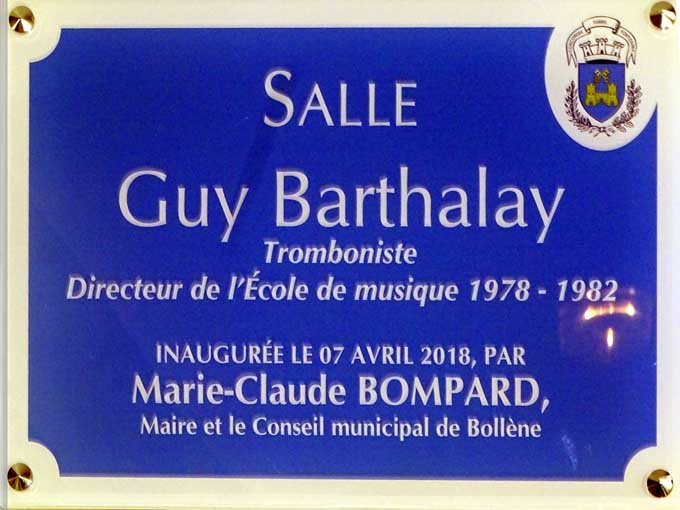 SALLE
Guy Barthalay
Tromboniste
Directeur de l'École de musique 1978 - 1982
INAUGURÉE LE 07 AVRIL 2018, PAR
Marie-Claude BOMPARD,
Maire et le Conseil municipal de Bollène